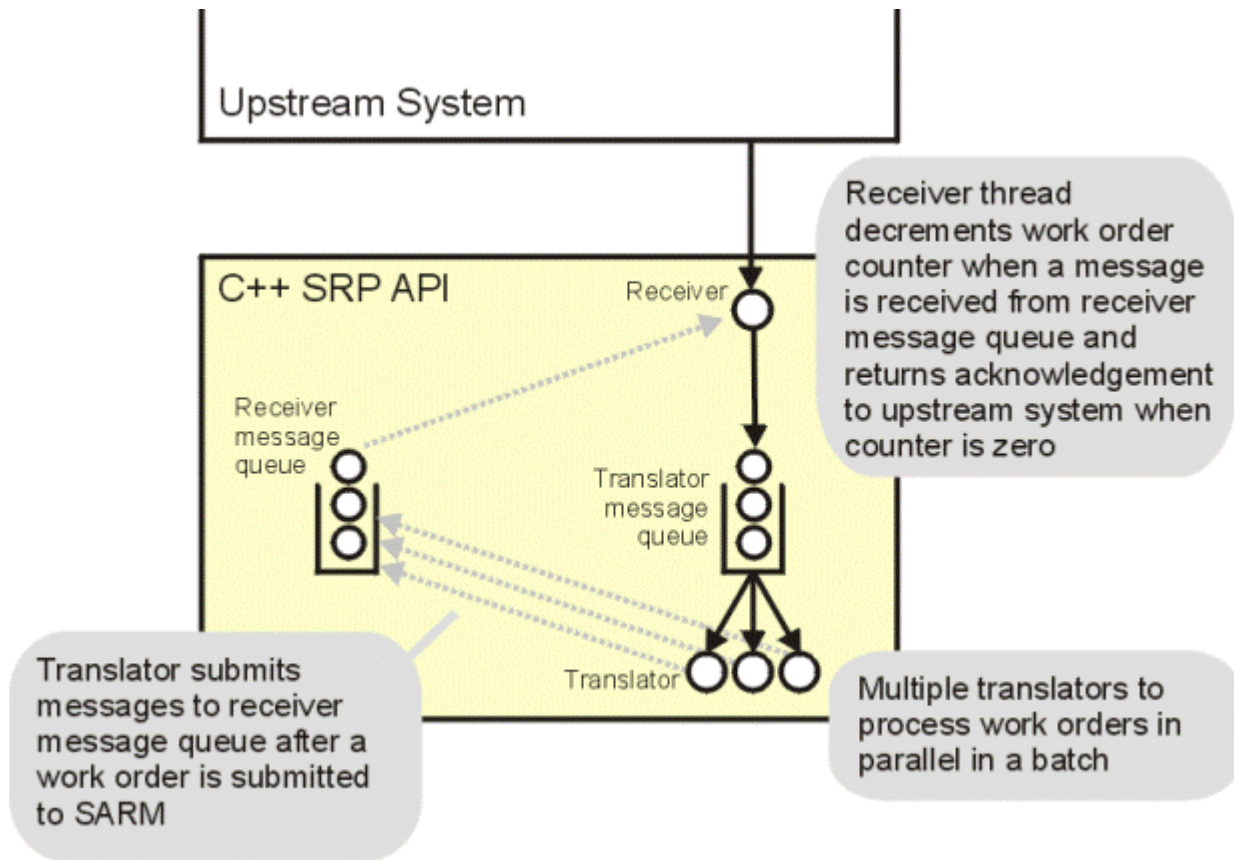 Upstream System
Receiver thread
decrements work order
counter when a message
is received from receiver
message queue and
returns acknowledgement
to upstream system when
counter is zero
C++ SRP API
Receiver
Receiver
message
queue
Translator
message
queue
Translator
Translator submits
messages to receiver
message queue after a
work order is submitted
to SARM
Multiple translators to
process work orders in
parallel in a batch